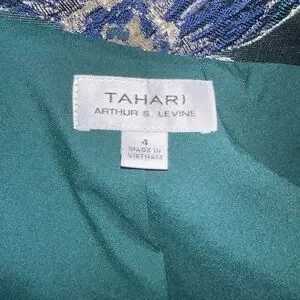 TAHARI
ARTHUR S. LEVINE
4
MADE IN
VIETNAM